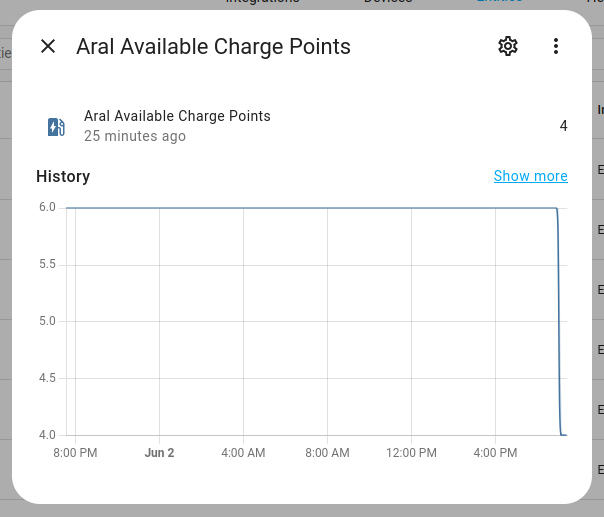 Integrations Devices Entities
Aral Available Charge Points
Aral Available Charge Points
25 minutes ago
4
History
Show more
6.0
5.5
5.0
4.5
4.0
8:00 PM Jun 2 4:00 AM 8:00 AM 12:00 PM 4:00 PM